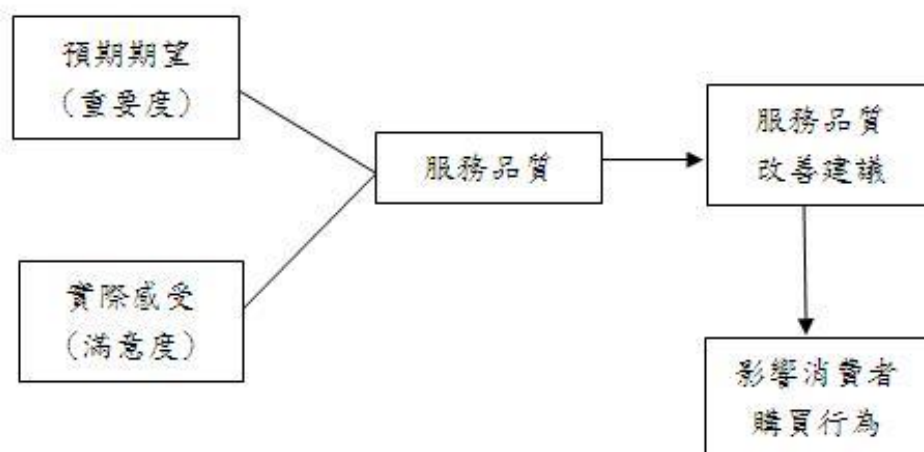 預期期望
(重要度)
實際感受
(滿意度)
服務品質
服務品質
改善建議
影響消費者
購買行為